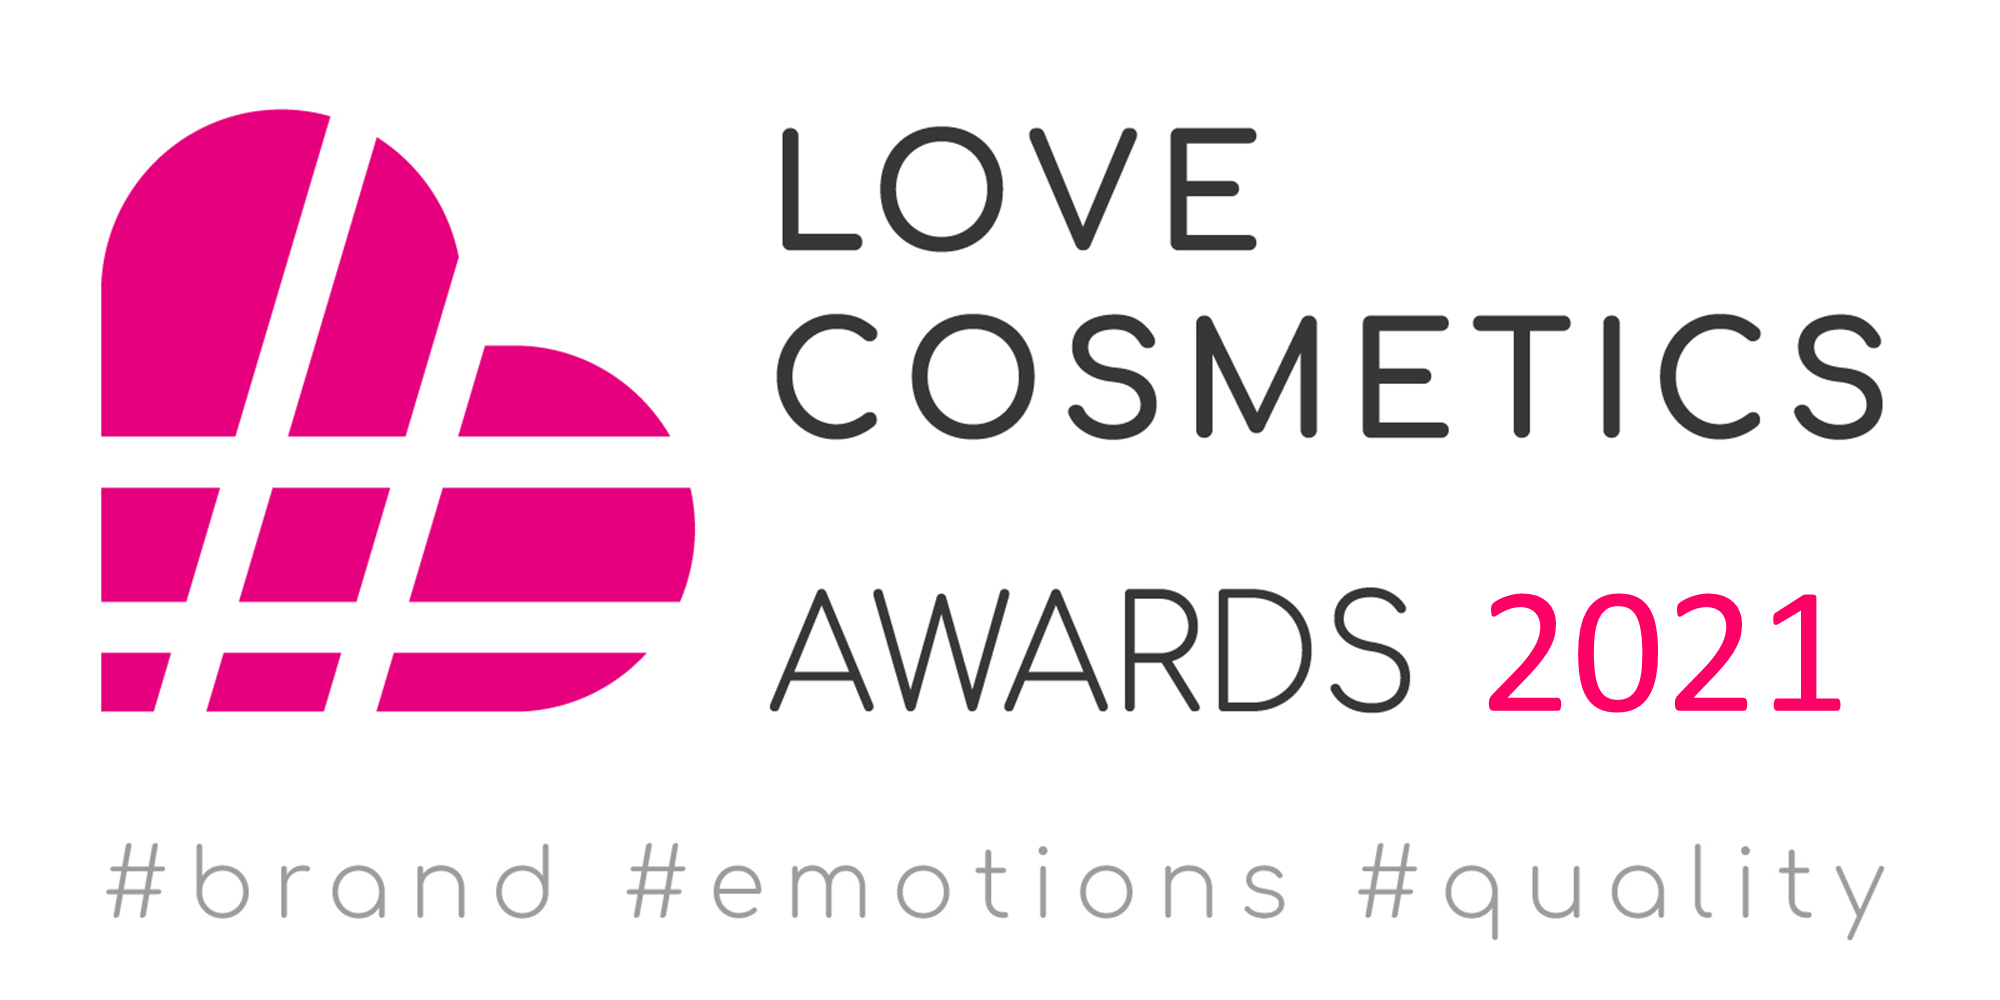 LOVE
COSMETICS
AWARDS 2021
#brand #emotions #quality